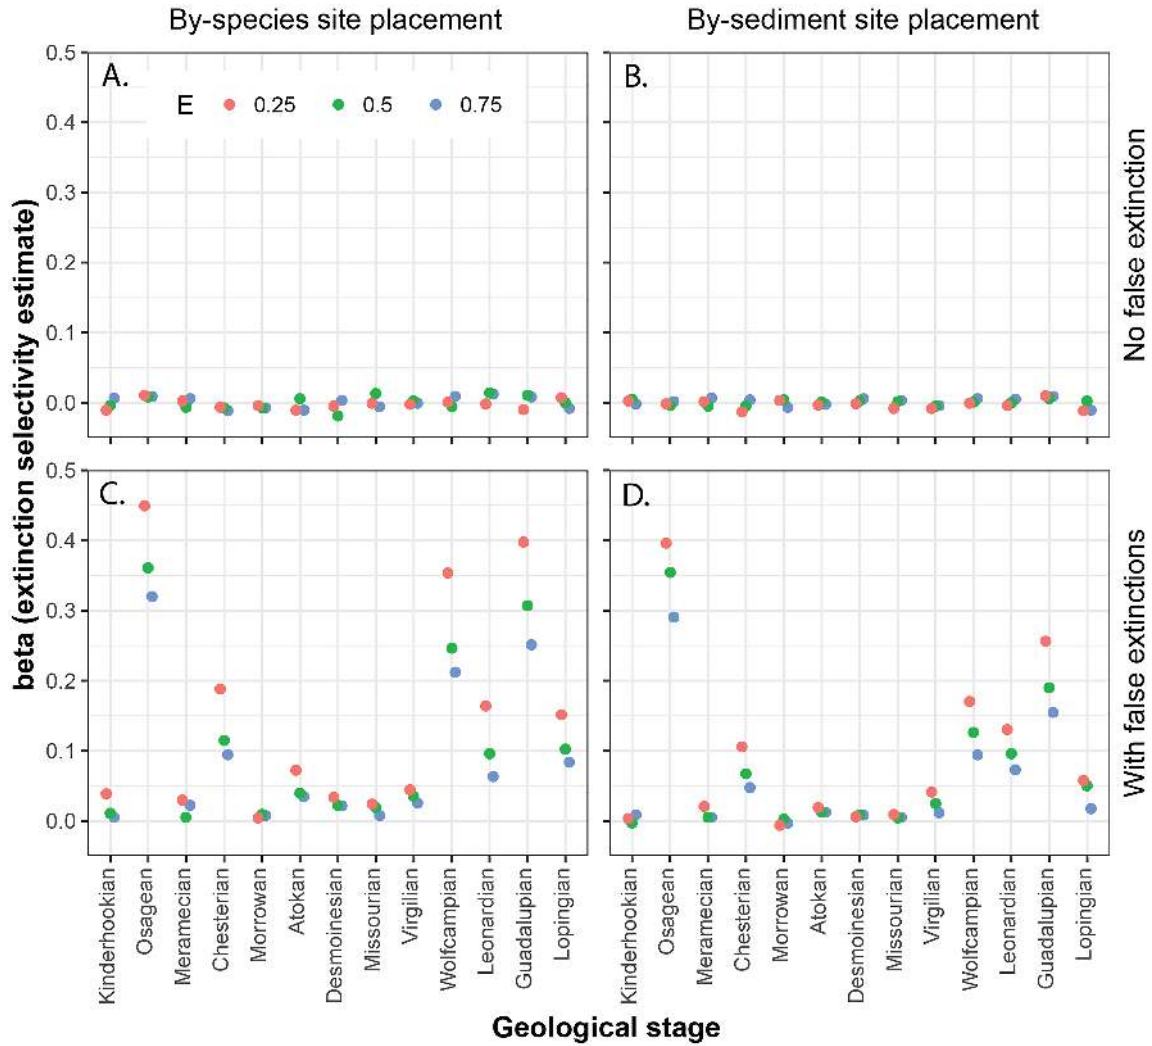 By-species site placement
By-sediment site placement
A.
E 0.25 0.5 0.75
B.
0.5
0.4
0.3
0.2
0.1
0.0
No false extinction
beta (extinction selectivity estimate)
C.
D.
0.5
0.4
0.3
0.2
0.1
0.0
With false extinctions
Kinderhookian
Osagean
Meramecian
Chesterian
Morrowan
Atokan
Desmoinesian
Missourian
Virgilian
Wolfcampian
Leonardian
Guadalupian
Lopingian
Kinderhookian
Osagean
Meramecian
Chesterian
Morrowan
Atokan
Desmoinesian
Missourian
Virgilian
Wolfcampian
Leonardian
Guadalupian
Lopingian
Geological stage